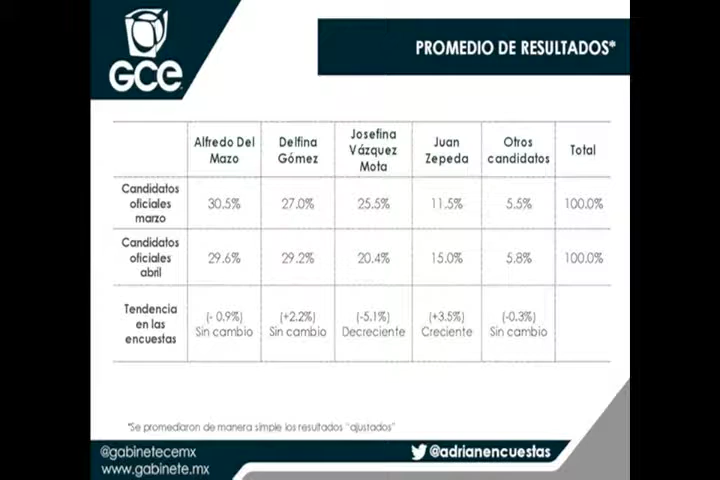 GCE
PROMEDIO DE RESULTADOS*
Alfredo Del Mazo
Delfina Gómez
Josefina Vázquez Mota
Juan Zepeda
Otros candidatos
Total
Candidatos oficiales marzo
30.5%
27.0%
25.5%
11.5%
5.5%
100.0%
Candidatos oficiales abril
29.6%
29.2%
20.4%
15.0%
5.8%
100.0%
Tendencia en las encuestas
(- 0.9%) Sin cambio
(+2.2%) Sin cambio
(-5.1%) Decreciente
(+3.5%) Creciente
(-0.3%) Sin cambio
*Se promediaron de manera simple los resultados "ajustados"
@gabinetecemx
www.gabinete.mx
@adrianencuestas